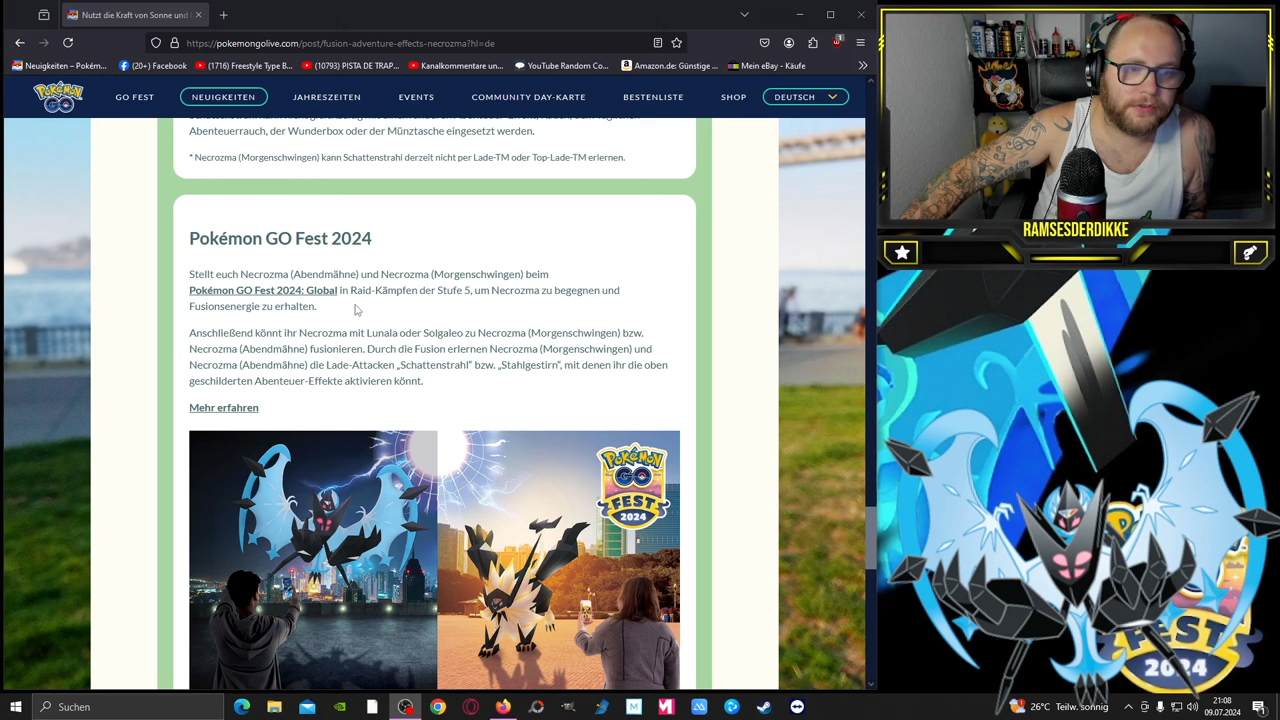 Nutzt die Kraft von Sonne und
https://pokemongolive.com/post/fusion-adventure-effects-necrozma?hl=de
Neuigkeiten – Pokém...
(20+) Facebook
(1716) Freestyle Type B...
(10793) PISTA DE TRAP...
Kanalkommentare un...
YouTube Random Co...
Amazon.de: Günstige ...
Mein eBay - Käufe
POKÉMON GO
GO FEST
NEUIGKEITEN
JAHRESZEITEN
EVENTS
COMMUNITY DAY-KARTE
BESTENLISTE
SHOP
DEUTSCH
Abenteuerrauch, der Wunderbox oder der Münztasche eingesetzt werden.
* Necrozma (Morgenschwingen) kann Schattenstrahl derzeit nicht per Lade-TM oder Top-Lade-TM erlernen.
Pokémon GO Fest 2024
Stellt euch Necrozma (Abendmähne) und Necrozma (Morgenschwingen) beim
Pokémon GO Fest 2024: Global in Raid-Kämpfen der Stufe 5, um Necrozma zu begegnen und
Fusionsenergie zu erhalten.
Anschließend könnt ihr Necrozma mit Lunala oder Solgaleo zu Necrozma (Morgenschwingen) bzw.
Necrozma (Abendmähne) fusionieren. Durch die Fusion erlernen Necrozma (Morgenschwingen) und
Necrozma (Abendmähne) die Lade-Attacken „Schattenstrahl“ bzw. „Stahlgestirn“, mit denen ihr die oben
geschilderten Abenteuer-Effekte aktivieren könnt.
Mehr erfahren
POKÉMON GO
FEST
2024
RAMSESDERDIKKE
FEST
2024
Suchen
26°C Teilw. sonnig
21:08
09.07.2024